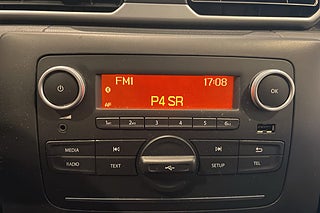 FM1 17:08
AF P4 SR
OK
1 2 3 4 5 6
MEDIA
RADIO TEXT SETUP TEL